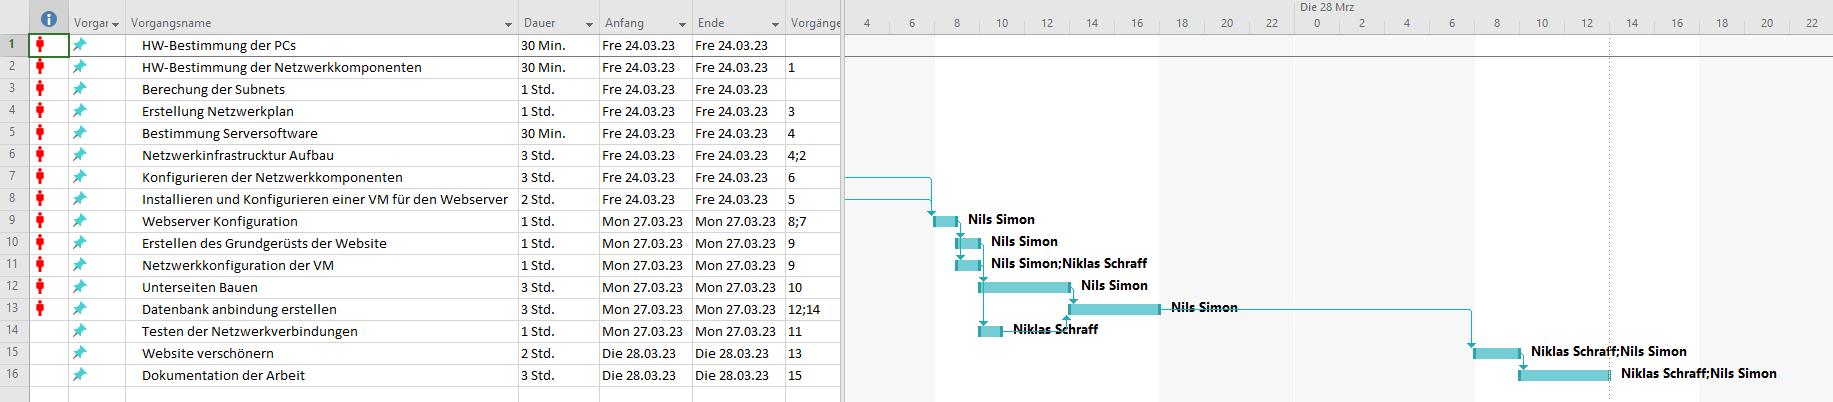 Die 28 Mrz
Vorgar Vorgangsname Dauer Anfang Ende Vorgänge 4 6 8 10 12 14 16 18 20 22 0 2 4 6 8 10 12 14 16 18 20 22
1 HW-Bestimmung der PCs 30 Min. Fre 24.03.23 Fre 24.03.23
2 HW-Bestimmung der Netzwerkkomponenten 30 Min. Fre 24.03.23 Fre 24.03.23 1
3 Berechung der Subnets 1 Std. Fre 24.03.23 Fre 24.03.23
4 Erstellung Netzwerkplan 1 Std. Fre 24.03.23 Fre 24.03.23 3
5 Bestimmung Serversoftware 30 Min. Fre 24.03.23 Fre 24.03.23 4
6 Netzwerkinfrastrucktur Aufbau 3 Std. Fre 24.03.23 Fre 24.03.23 4;2
7 Konfigurieren der Netzwerkkomponenten 3 Std. Fre 24.03.23 Fre 24.03.23 6
8 Installieren und Konfigurieren einer VM für den Webserver 2 Std. Fre 24.03.23 Fre 24.03.23 5
9 Webserver Konfiguration 1 Std. Mon 27.03.23 Mon 27.03.23 8;7 Nils Simon
10 Erstellen des Grundgerüsts der Website 1 Std. Mon 27.03.23 Mon 27.03.23 9 Nils Simon
11 Netzwerkkonfiguration der VM 1 Std. Mon 27.03.23 Mon 27.03.23 9 Nils Simon;Niklas Schraff
12 Unterseiten Bauen 3 Std. Mon 27.03.23 Mon 27.03.23 10 Nils Simon
13 Datenbank anbindung erstellen 3 Std. Mon 27.03.23 Mon 27.03.23 12;14 Nils Simon
14 Testen der Netzwerkverbindungen 1 Std. Mon 27.03.23 Mon 27.03.23 11 Niklas Schraff
15 Website verschönern 2 Std. Die 28.03.23 Die 28.03.23 13 Niklas Schraff;Nils Simon
16 Dokumentation der Arbeit 3 Std. Die 28.03.23 Die 28.03.23 15 Niklas Schraff;Nils Simon